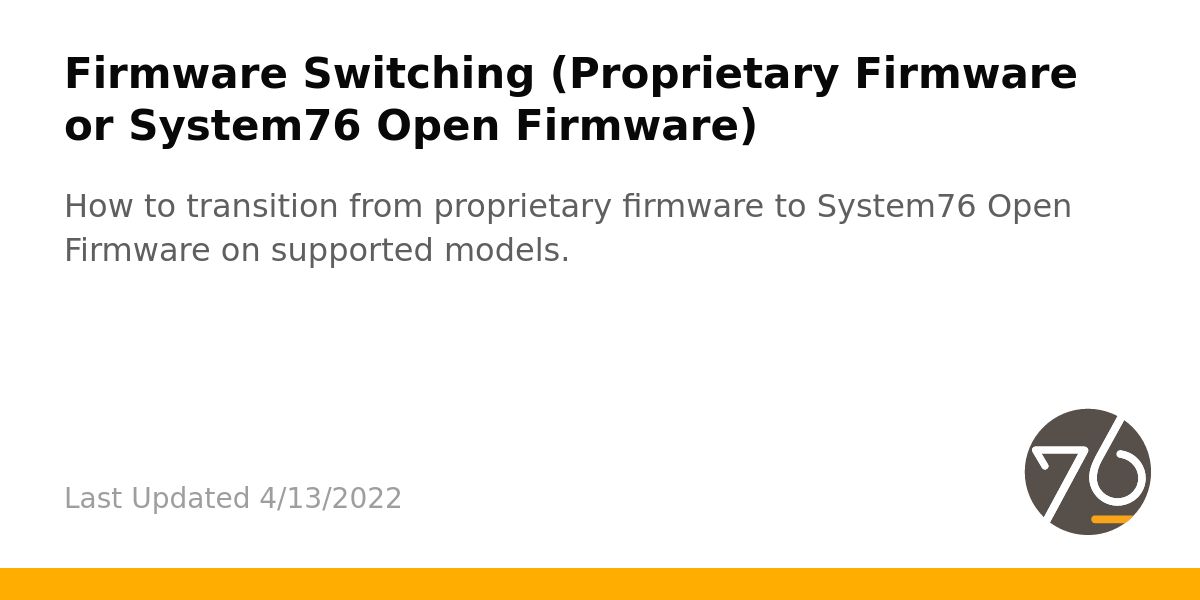 Firmware Switching (Proprietary Firmware
or System76 Open Firmware)
How to transition from proprietary firmware to System76 Open
Firmware on supported models.
Last Updated 4/13/2022
76